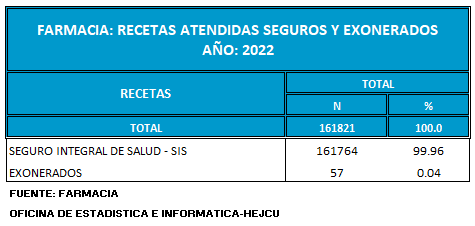 FARMACIA: RECETAS ATENDIDAS SEGUROS Y EXONERADOS
AÑO: 2022
RECETAS TOTAL
N %
TOTAL 161821 100.0
SEGURO INTEGRAL DE SALUD - SIS 161764 99.96
EXONERADOS 57 0.04
FUENTE: FARMACIA
OFICINA DE ESTADISTICA E INFORMATICA-HEJCU